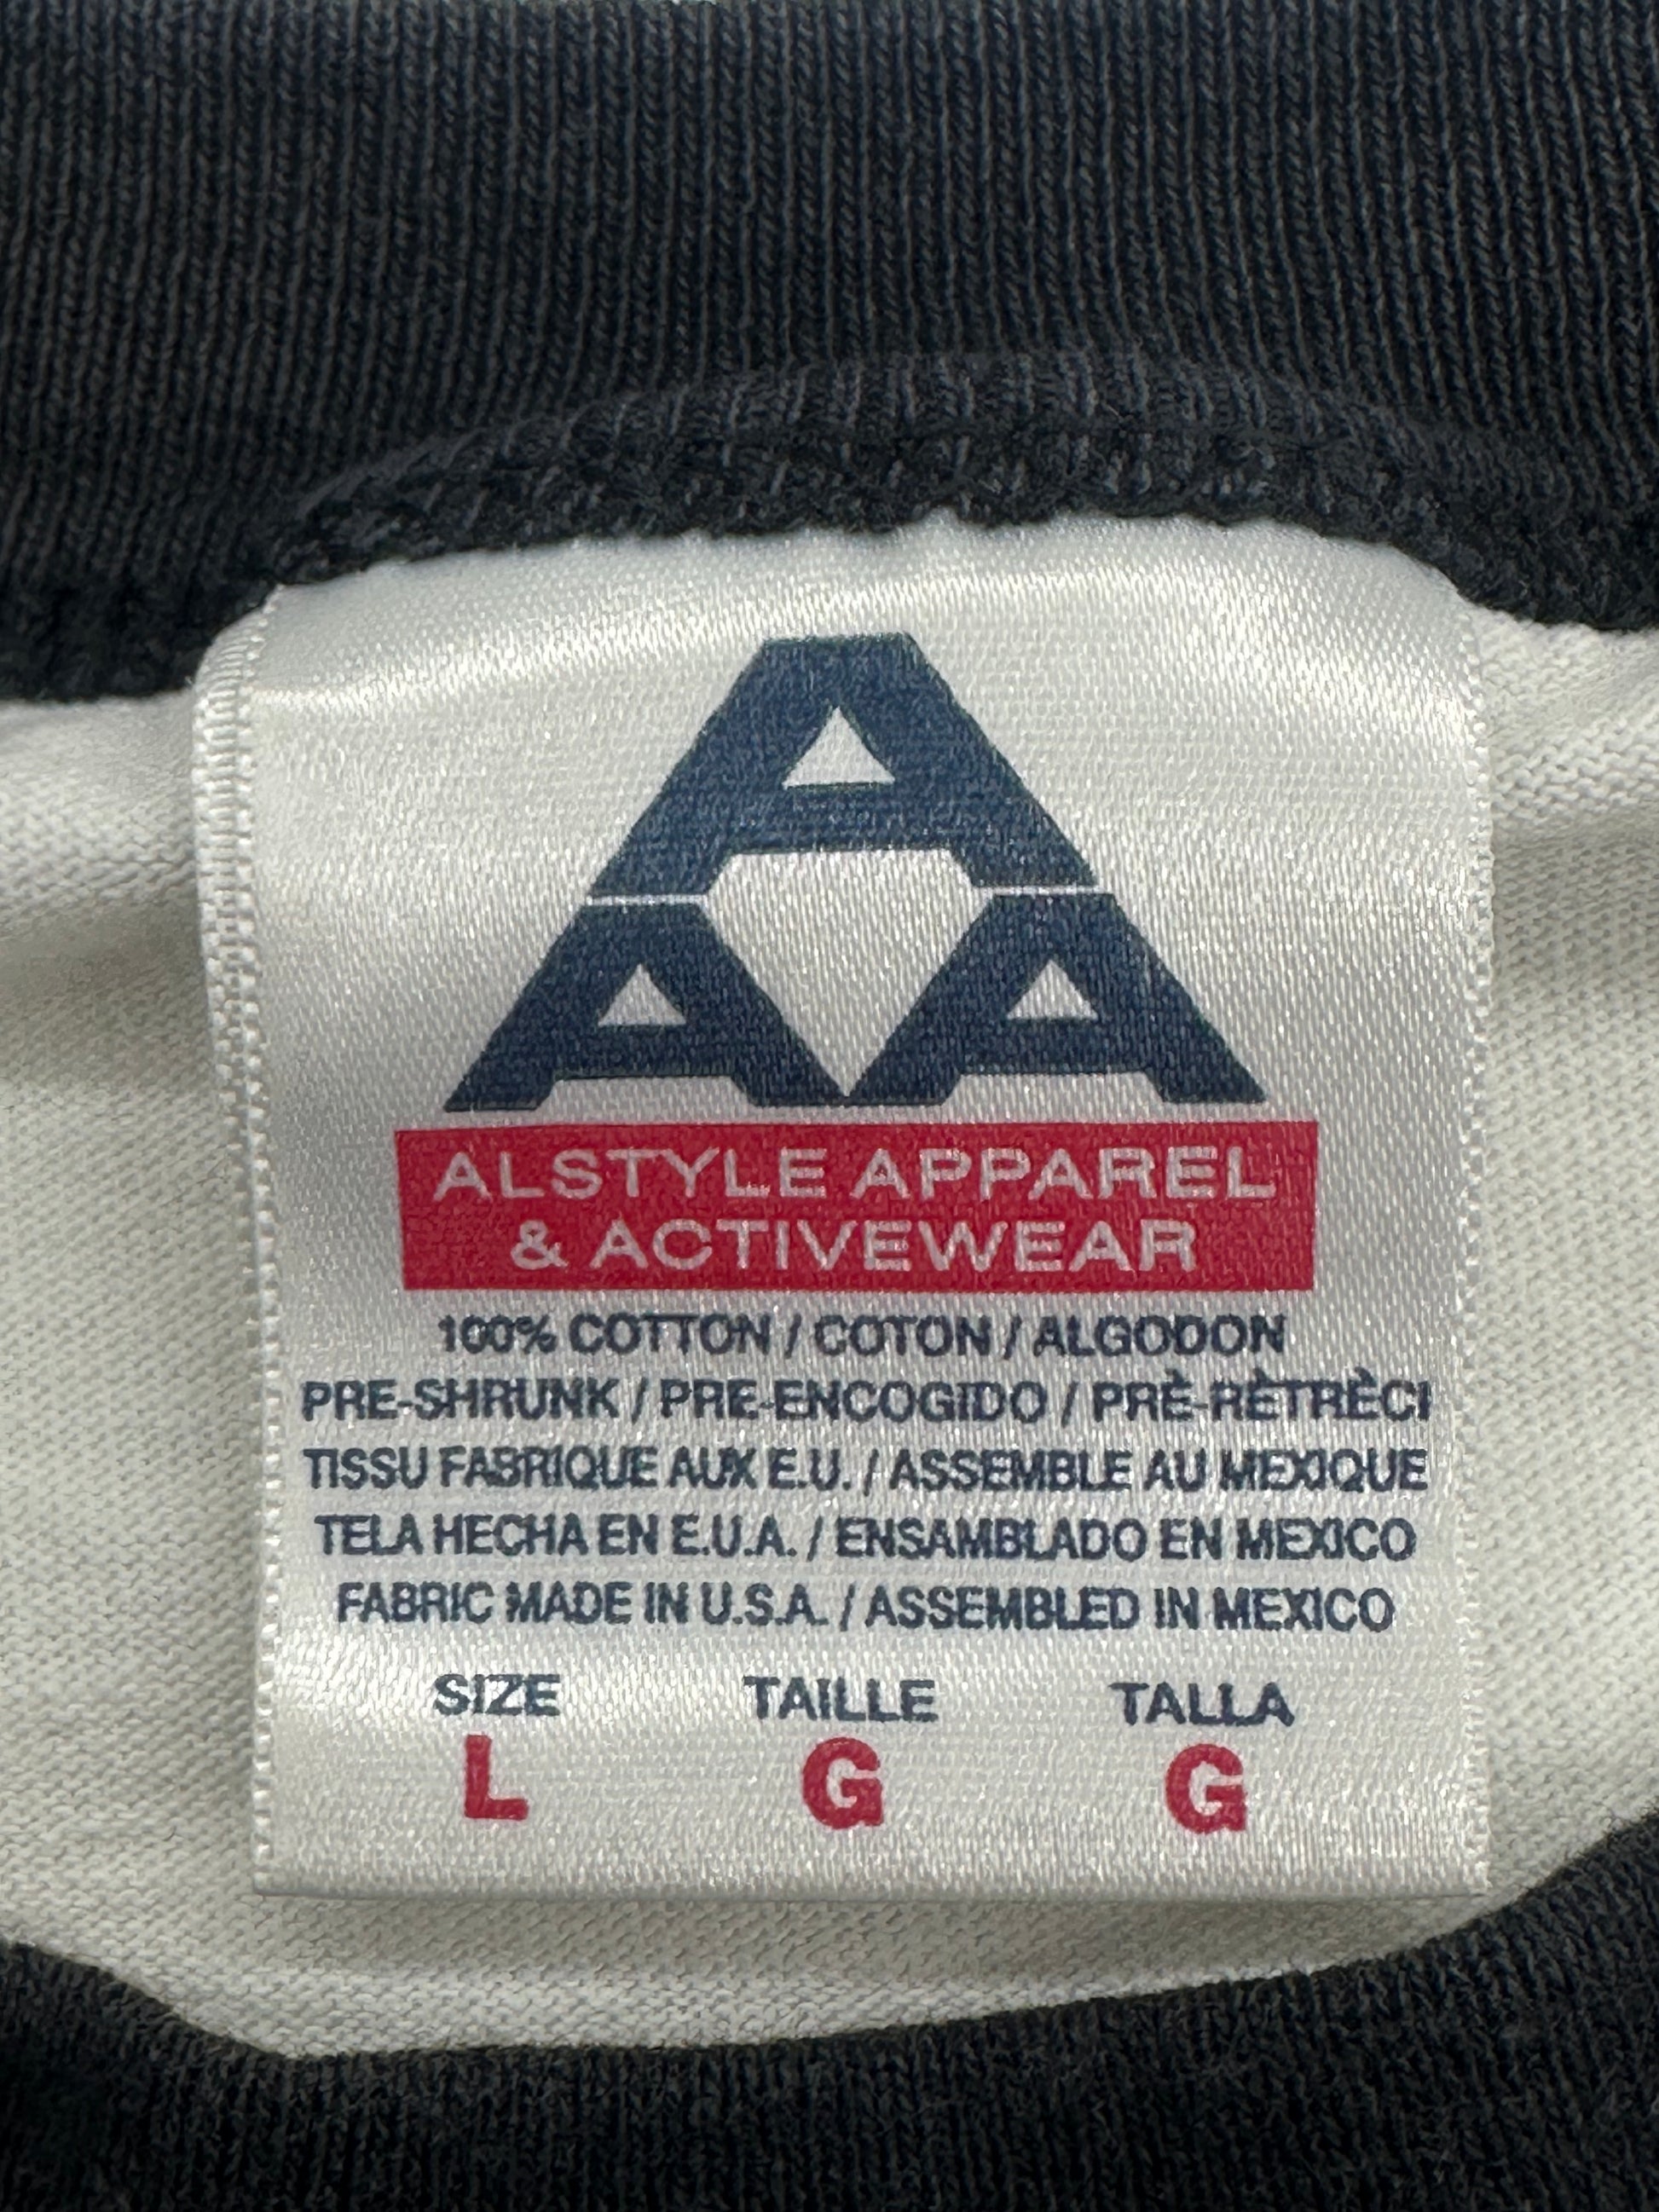 A
AA
ALSTYLE APPAREL
& ACTIVEWEAR
100% COTTON / COTON / ALGODON
PRE-SHRUNK / PRE-ENCOGIDO / PRÈ-RÈTRÈCI
TISSU FABRIQUE AUX E.U. / ASSEMBLE AU MEXIQUE
TELA HECHA EN E.U.A. / ENSAMBLADO EN MEXICO
FABRIC MADE IN U.S.A. / ASSEMBLED IN MEXICO
SIZE TAILLE TALLA
L G G